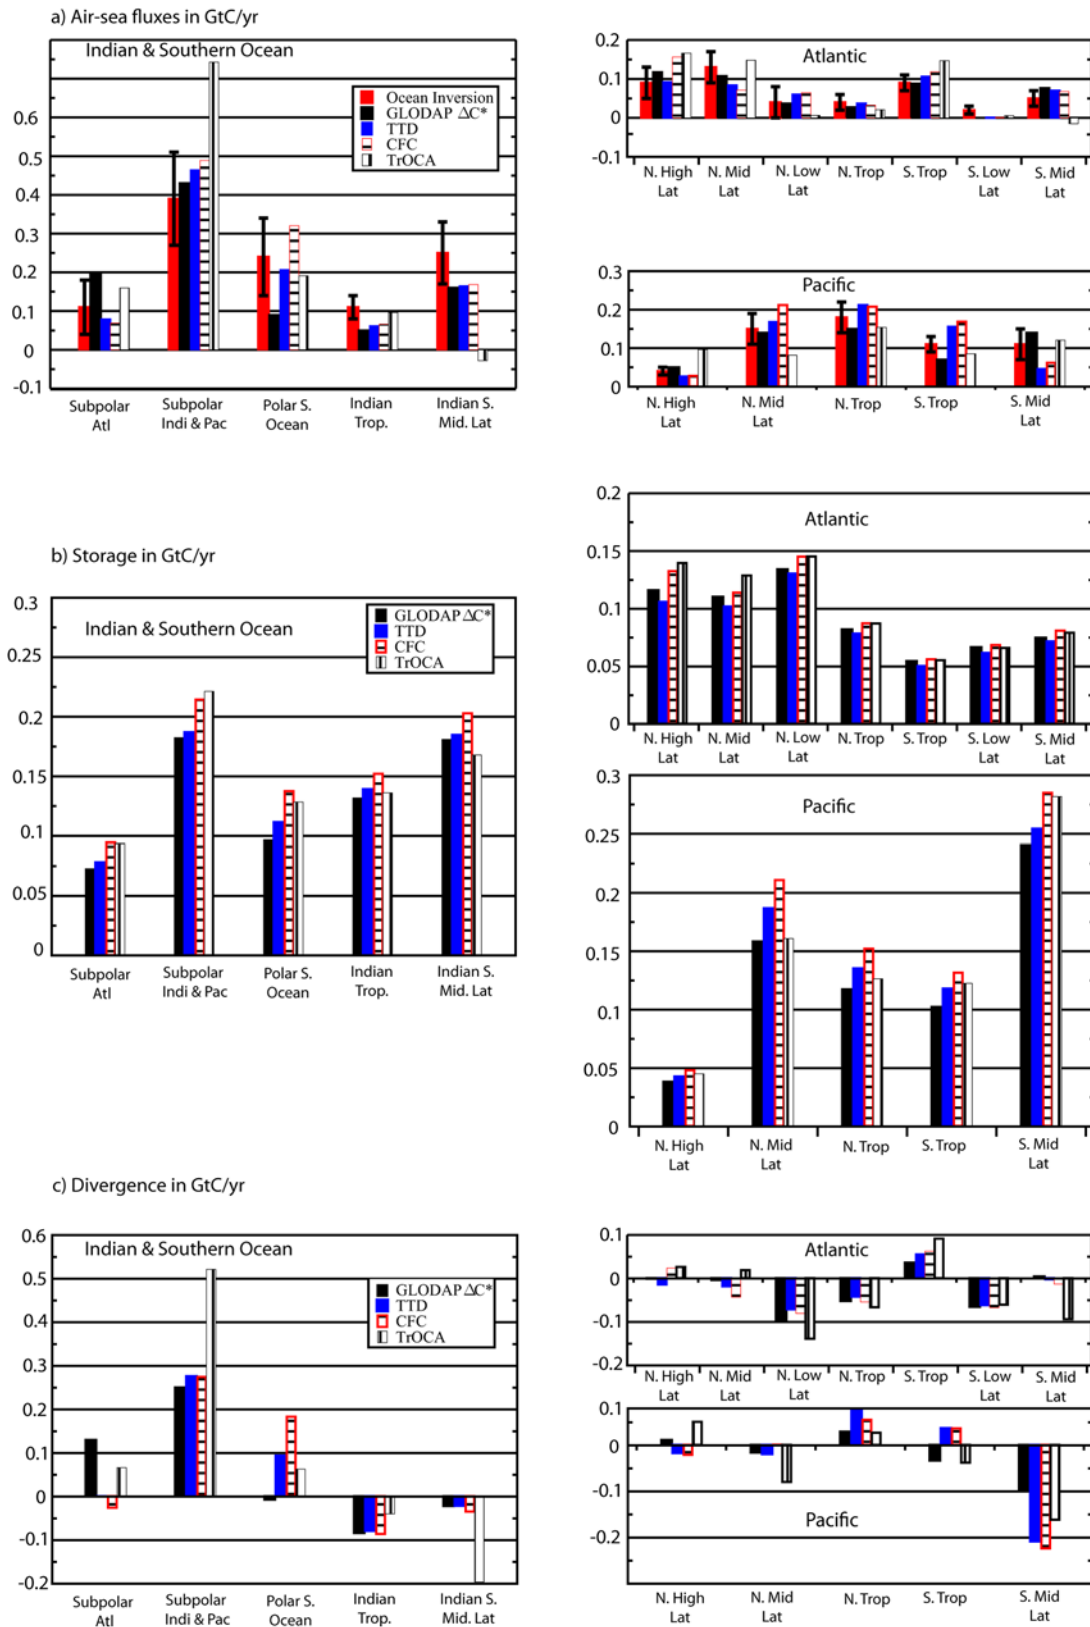 a) Air-sea fluxes in GtC/yr
Indian & Southern Ocean
Ocean Inversion
GLODAP ΔC*
TTD
CFC
TrOCA
0.6
0.5
0.4
0.3
0.2
0.1
0
-0.1
Subpolar Atl
Subpolar Indi & Pac
Polar S. Ocean
Indian Trop.
Indian S. Mid. Lat
Atlantic
0.2
0.1
0
-0.1
N. High Lat
N. Mid Lat
N. Low Lat
N. Trop
S. Trop
S. Low Lat
S. Mid Lat
Pacific
0.3
0.2
0.1
0
N. High Lat
N. Mid Lat
N. Trop
S. Trop
S. Mid Lat
b) Storage in GtC/yr
Indian & Southern Ocean
GLODAP ΔC*
TTD
CFC
TrOCA
0.3
0.25
0.2
0.15
0.1
0.05
0
Subpolar Atl
Subpolar Indi & Pac
Polar S. Ocean
Indian Trop.
Indian S. Mid. Lat
Atlantic
0.2
0.15
0.1
0.05
0
N. High Lat
N. Mid Lat
N. Low Lat
N. Trop
S. Trop
S. Low Lat
S. Mid Lat
Pacific
0.3
0.25
0.2
0.15
0.1
0.05
0
N. High Lat
N. Mid Lat
N. Trop
S. Trop
S. Mid Lat
c) Divergence in GtC/yr
Indian & Southern Ocean
GLODAP ΔC*
TTD
CFC
TrOCA
0.6
0.5
0.4
0.3
0.2
0.1
0
-0.1
-0.2
Subpolar Atl
Subpolar Indi & Pac
Polar S. Ocean
Indian Trop.
Indian S. Mid. Lat
Atlantic
0.1
0
-0.1
-0.2
N. High Lat
N. Mid Lat
N. Low Lat
N. Trop
S. Trop
S. Low Lat
S. Mid Lat
Pacific
0.1
0
-0.1
-0.2
N. High Lat
N. Mid Lat
N. Trop
S. Trop
S. Mid Lat